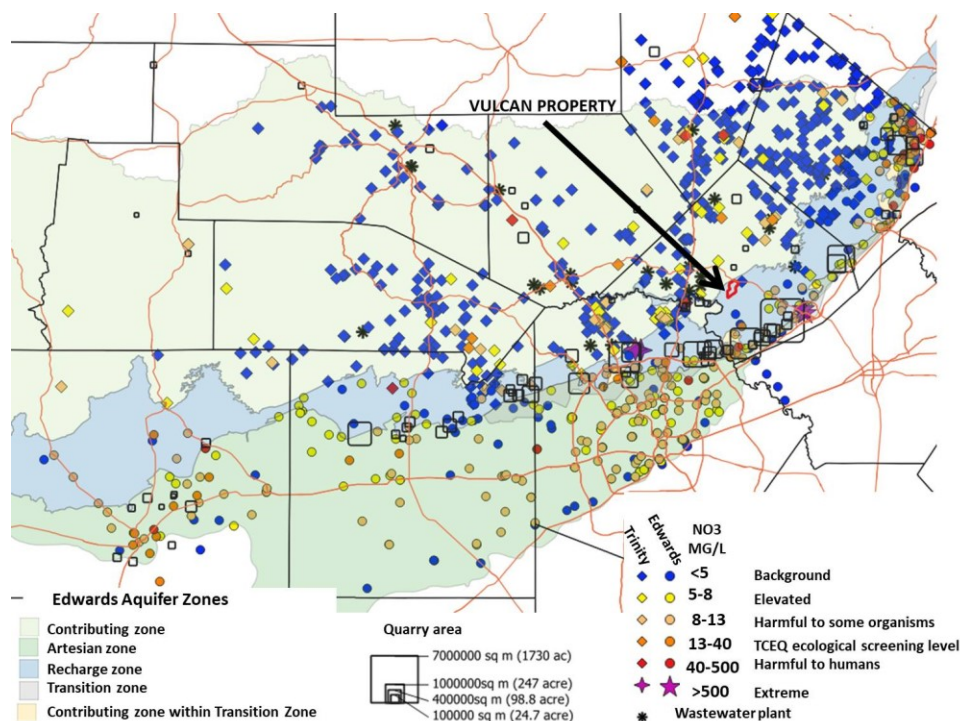 VULCAN PROPERTY
Edwards Aquifer Zones
Contributing zone
Artesian zone
Recharge zone
Transition zone
Contributing zone within Transition Zone
Quarry area
7000000 sq m (1730 ac)
1000000sq m (247 acre)
400000sq m (98.8 acre)
100000 sq m (24.7 acre)
Trinity
Edwards
NO3
MG/L
<5 Background
5-8 Elevated
8-13 Harmful to some organisms
13-40 TCEQ ecological screening level
40-500 Harmful to humans
>500 Extreme
Wastewater plant